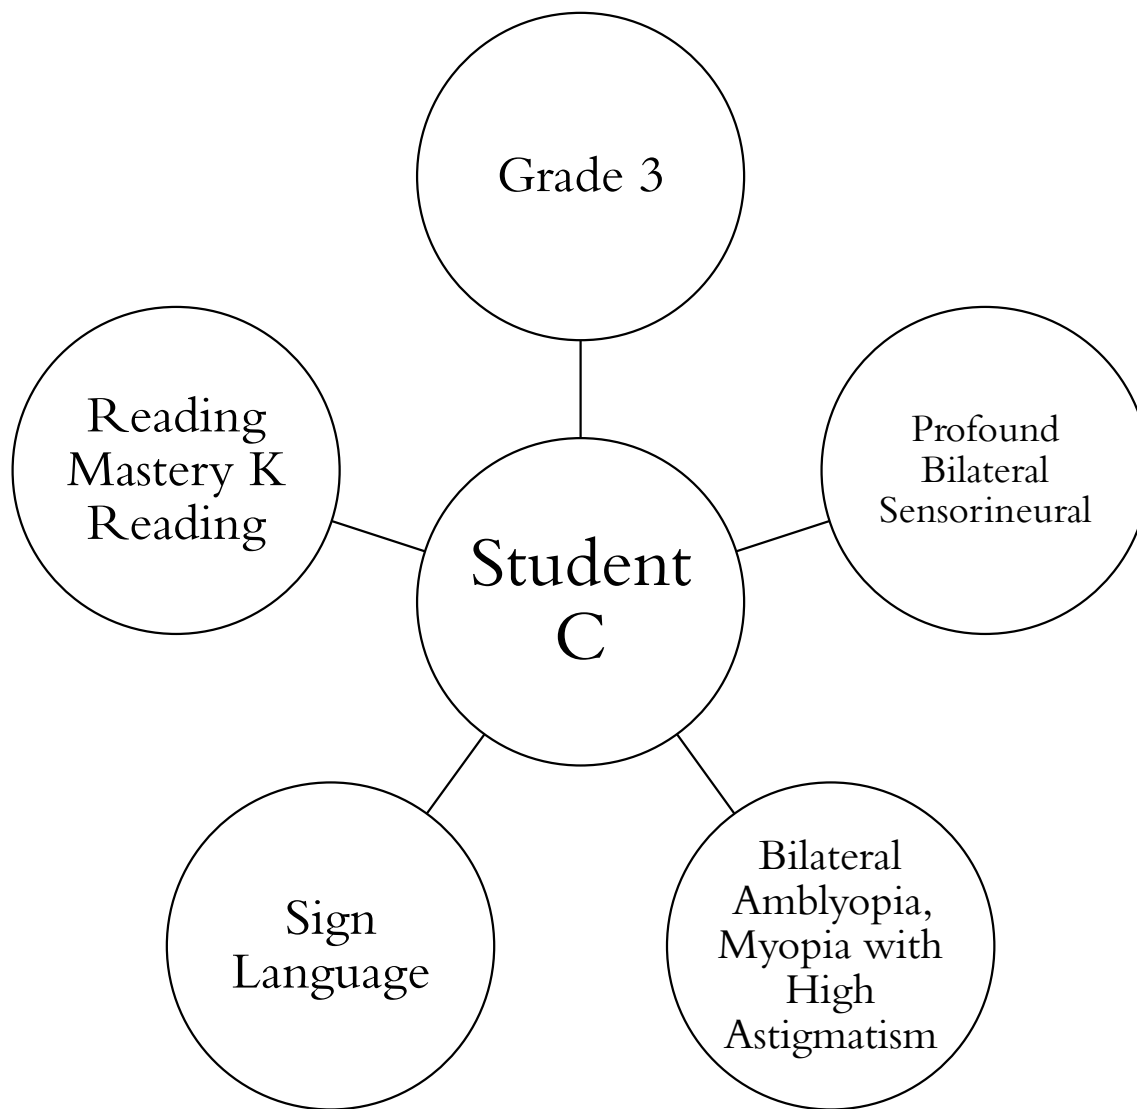 Grade 3
Profound
Bilateral
Sensorineural
Bilateral
Amblyopia,
Myopia with
High
Astigmatism
Sign
Language
Reading
Mastery K
Reading
Student
C